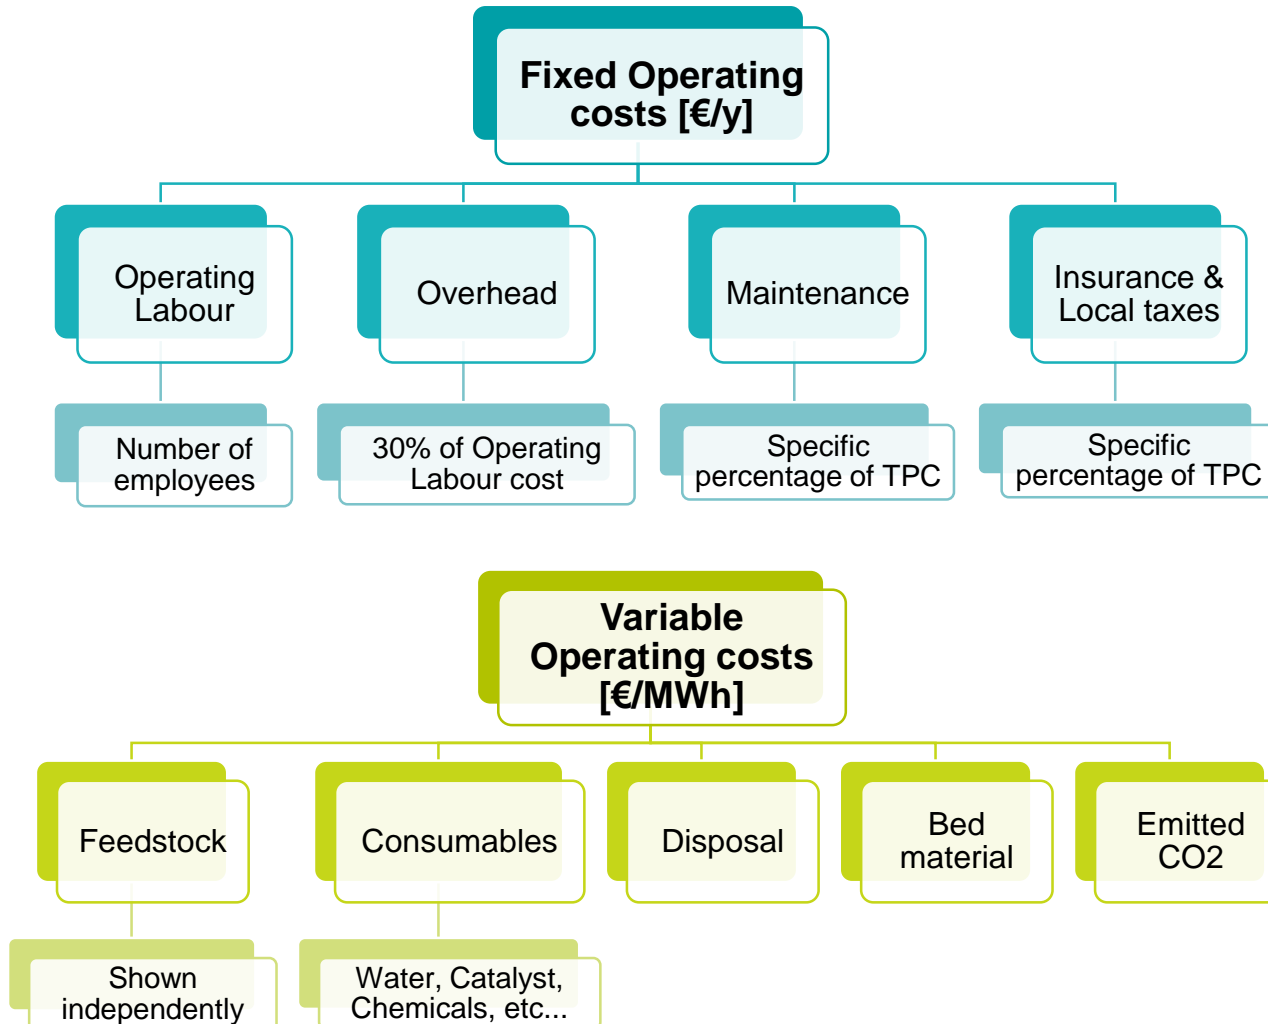 Fixed Operating
costs [€/y]
Operating
Labour
Overhead
Maintenance
Insurance &
Local taxes
Number of
employees
30% of Operating
Labour cost
Specific
percentage of TPC
Specific
percentage of TPC
Variable
Operating costs
[€/MWh]
Feedstock
Consumables
Disposal
Bed
material
Emitted
CO2
Shown
independently
Water, Catalyst,
Chemicals, etc...